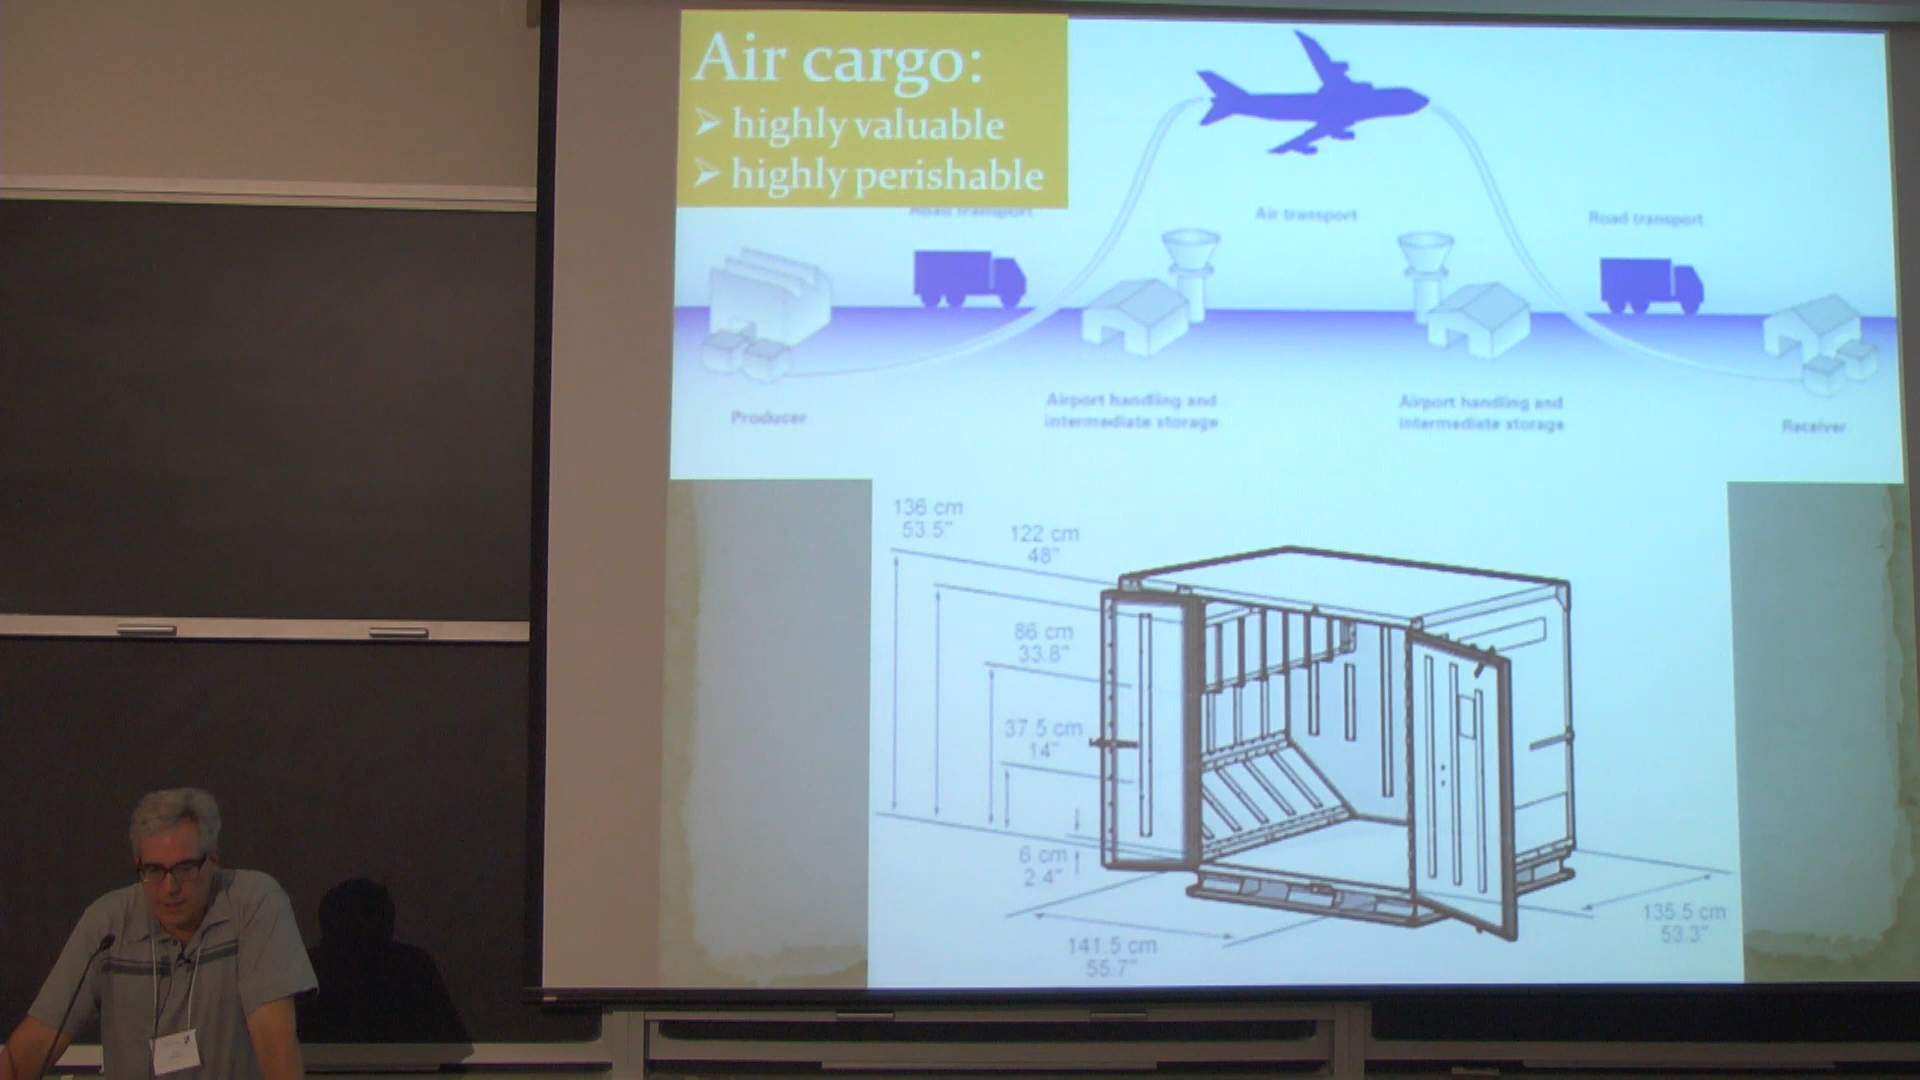 Air cargo:
➢ highly valuable
➢ highly perishable
Road transport
Air transport
Road transport
Producer
Airport handling and
intermediate storage
Airport handling and
intermediate storage
Receiver
136 cm
53.5"
122 cm
48"
86 cm
33.8"
37.5 cm
14"
6 cm
2.4"
141.5 cm
55.7"
135.5 cm
53.3"